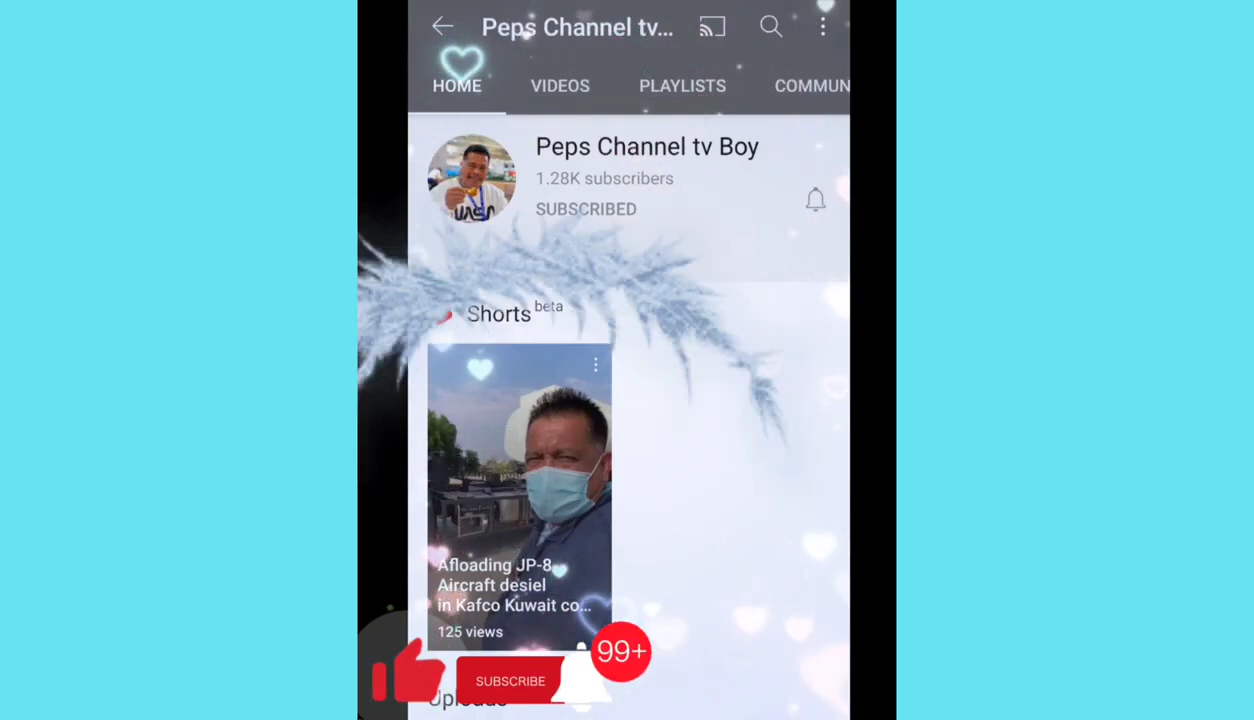 Peps Channel tv...
HOME VIDEOS PLAYLISTS COMMUN
Peps Channel tv Boy
1.28K subscribers
SUBSCRIBED
Shorts beta
Afloading JP-8
Aircraft desiel
in Kafco Kuwait co...
125 views
99+
SUBSCRIBE
Uploads